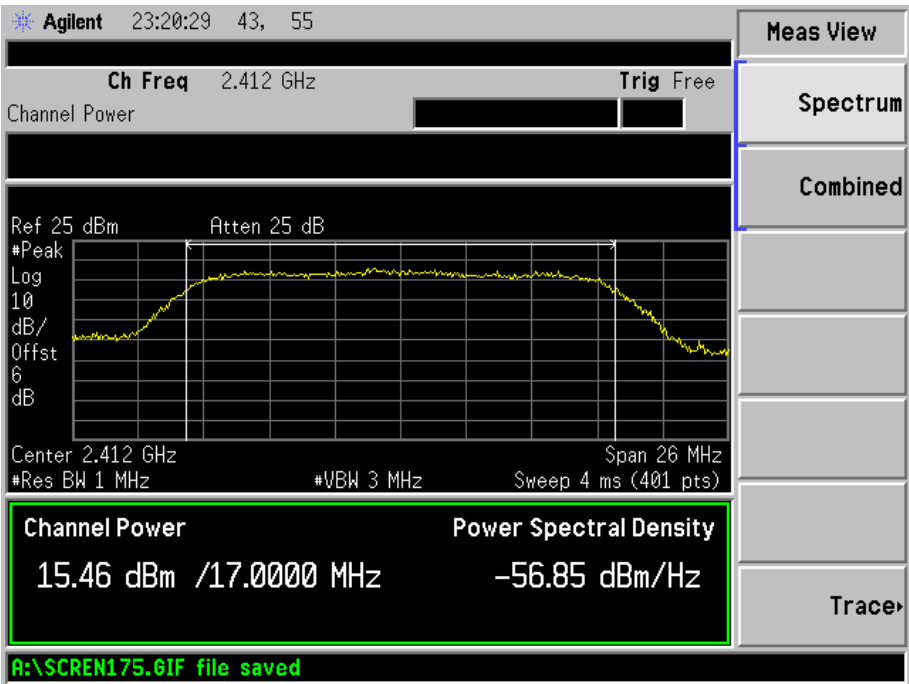 Agilent 23:20:29 43, 55
Meas View
Ch Freq 2.412 GHz Trig Free
Channel Power
Spectrum
Combined
Ref 25 dBm Atten 25 dB
#Peak
Log
10
dB/
Offst
6
dB
Center 2.412 GHz Span 26 MHz
#Res BW 1 MHz #VBW 3 MHz Sweep 4 ms (401 pts)
Channel Power Power Spectral Density
15.46 dBm /17.0000 MHz -56.85 dBm/Hz
Trace
A:\SCREN175.GIF file saved